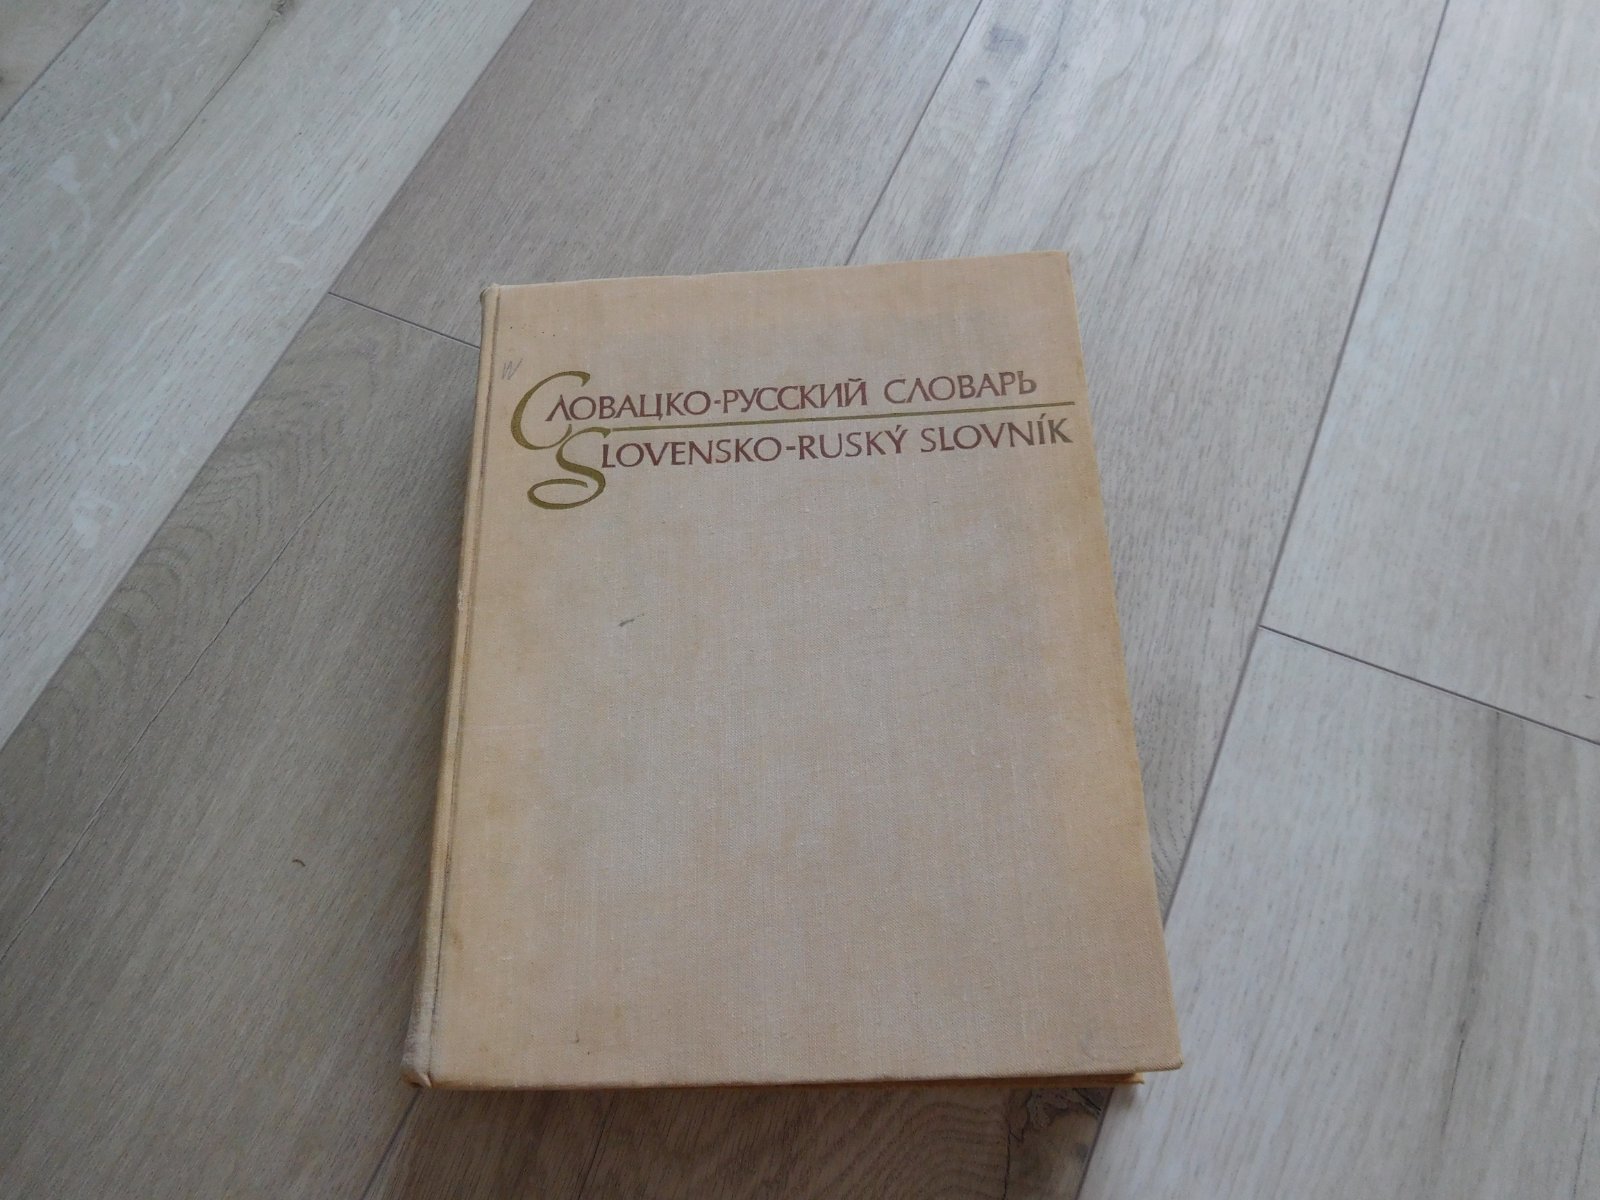 Словацко-русский словарь
Slovensko-ruský slovník